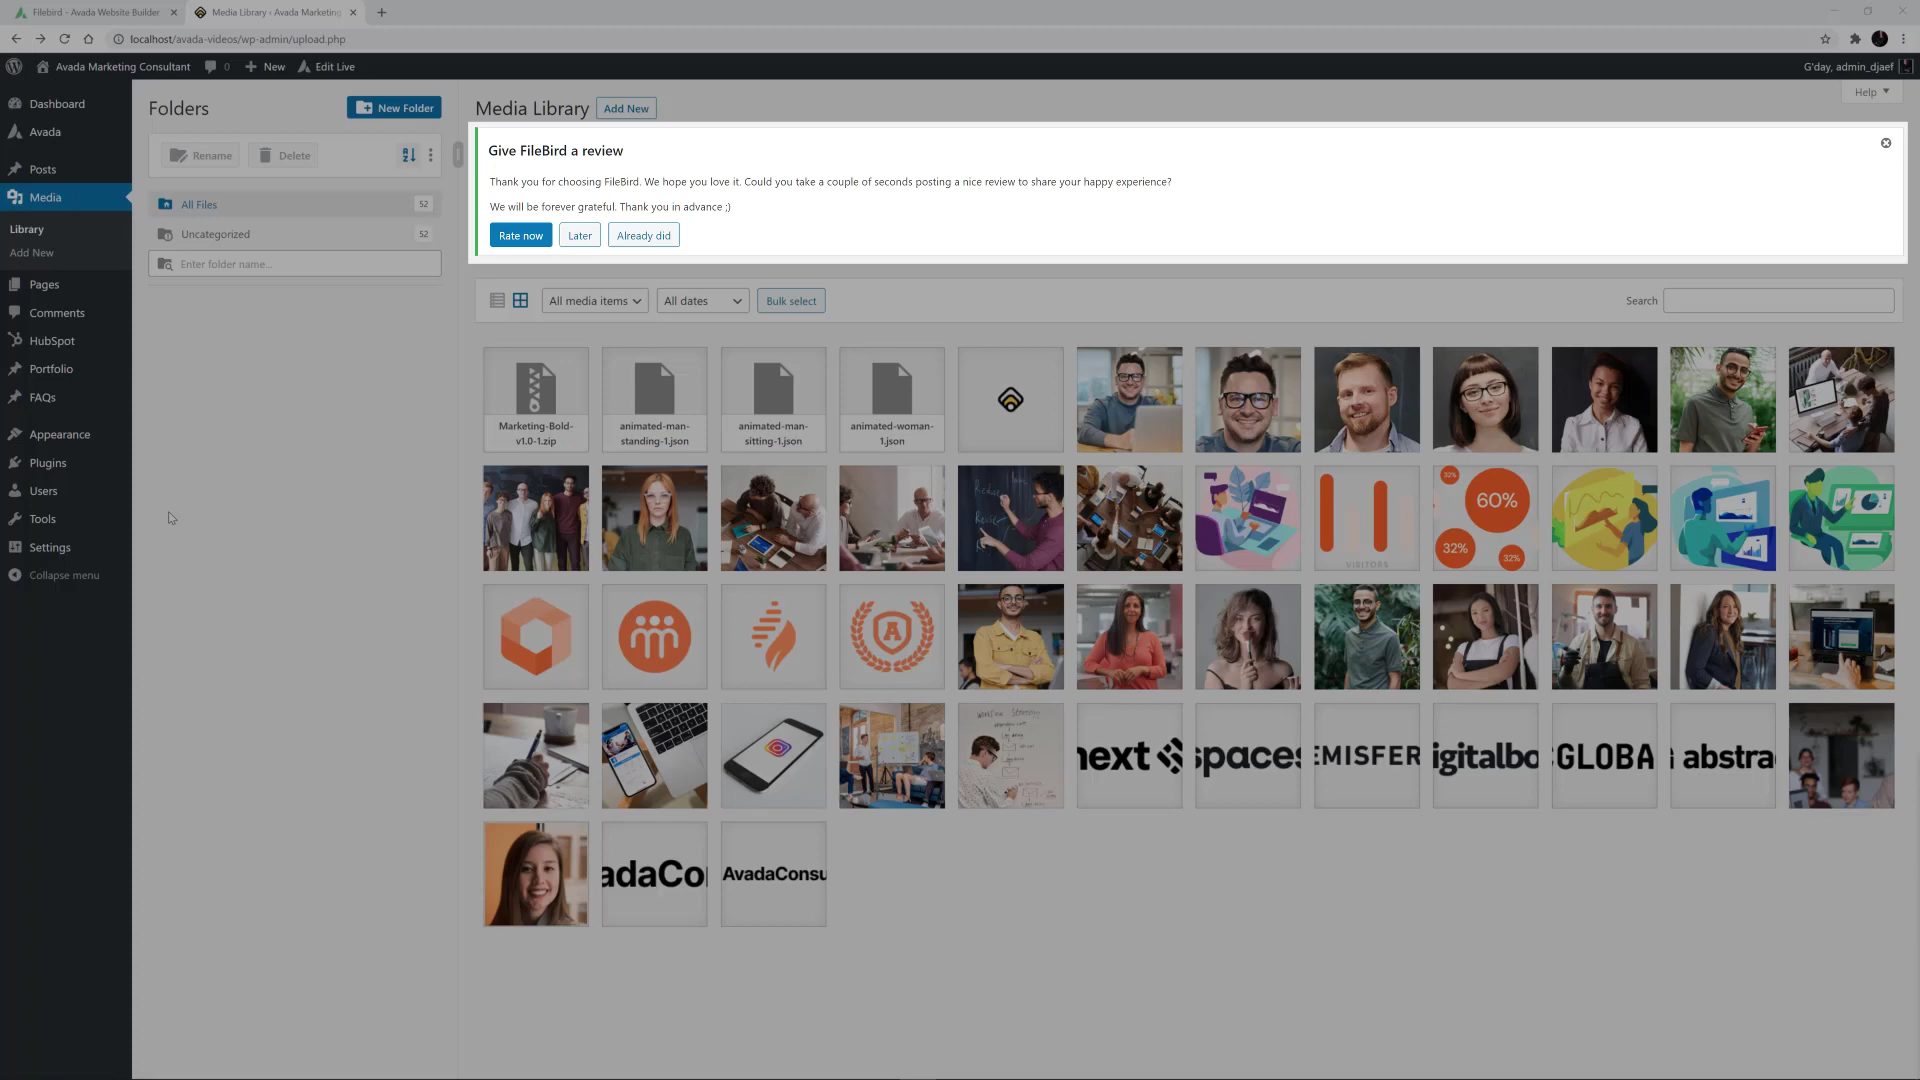 Filebird - Avada Website Builder
Media Library ‹ Avada Marketing
localhost/avada-videos/wp-admin/upload.php
Avada Marketing Consultant
0
New
Edit Live
G'day, admin_djaef
Dashboard
Avada
Posts
Media
Library
Add New
Pages
Comments
HubSpot
Portfolio
FAQs
Appearance
Plugins
Users
Tools
Settings
Collapse menu
Folders
New Folder
Rename
Delete
All Files
52
Uncategorized
52
Enter folder name...
Media Library
Add New
Help
Give FileBird a review
Thank you for choosing FileBird. We hope you love it. Could you take a couple of seconds posting a nice review to share your happy experience?
We will be forever grateful. Thank you in advance ;)
Rate now
Later
Already did
All media items
All dates
Bulk select
Search
Marketing-Bold-
v1.0-1.zip
animated-man-
standing-1.json
animated-man-
sitting-1.json
animated-woman-
1.json
VISITORS
32%
60%
32%
32%
A
next
spaces
EMISFER
igitalbo
GLOBA
abstra
adaCo
AvadaConsu